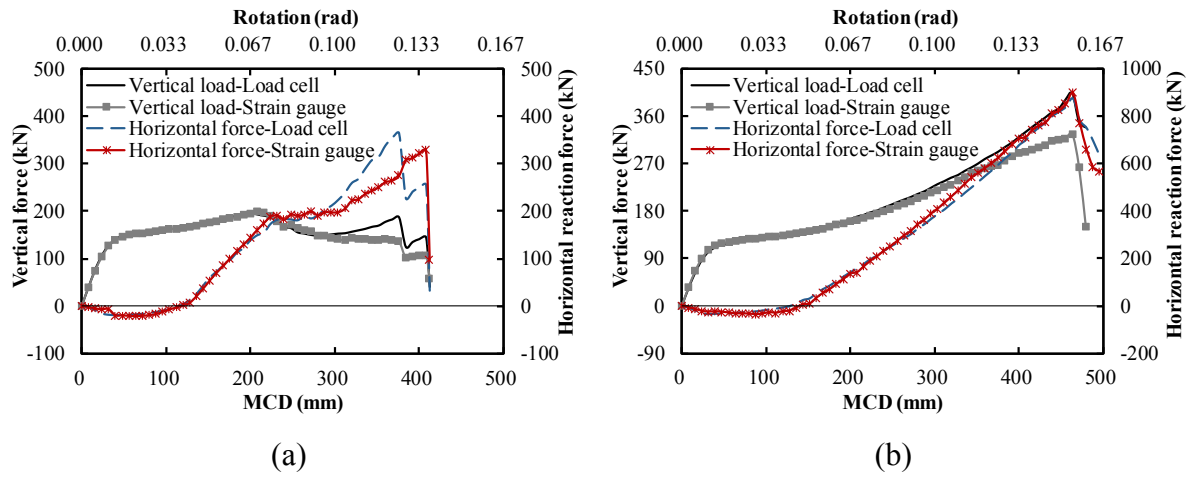 Rotation (rad)
0.000 0.033 0.067 0.100 0.133 0.167
500 400 300 200 100 0 -100
Vertical force (kN)
Vertical load-Load cell
Vertical load-Strain gauge
Horizontal force-Load cell
Horizontal force-Strain gauge
500 400 300 200 100 0 -100
Horizontal reaction force (kN)
0 100 200 300 400 500
MCD (mm)
(a)
Rotation (rad)
0.000 0.033 0.067 0.100 0.133 0.167
450 360 270 180 90 0 -90
Vertical force (kN)
Vertical load-Load cell
Vertical load-Strain gauge
Horizontal force-Load cell
Horizontal force-Strain gauge
1000 800 600 400 200 0 -200
Horizontal reaction force (kN)
0 100 200 300 400 500
MCD (mm)
(b)